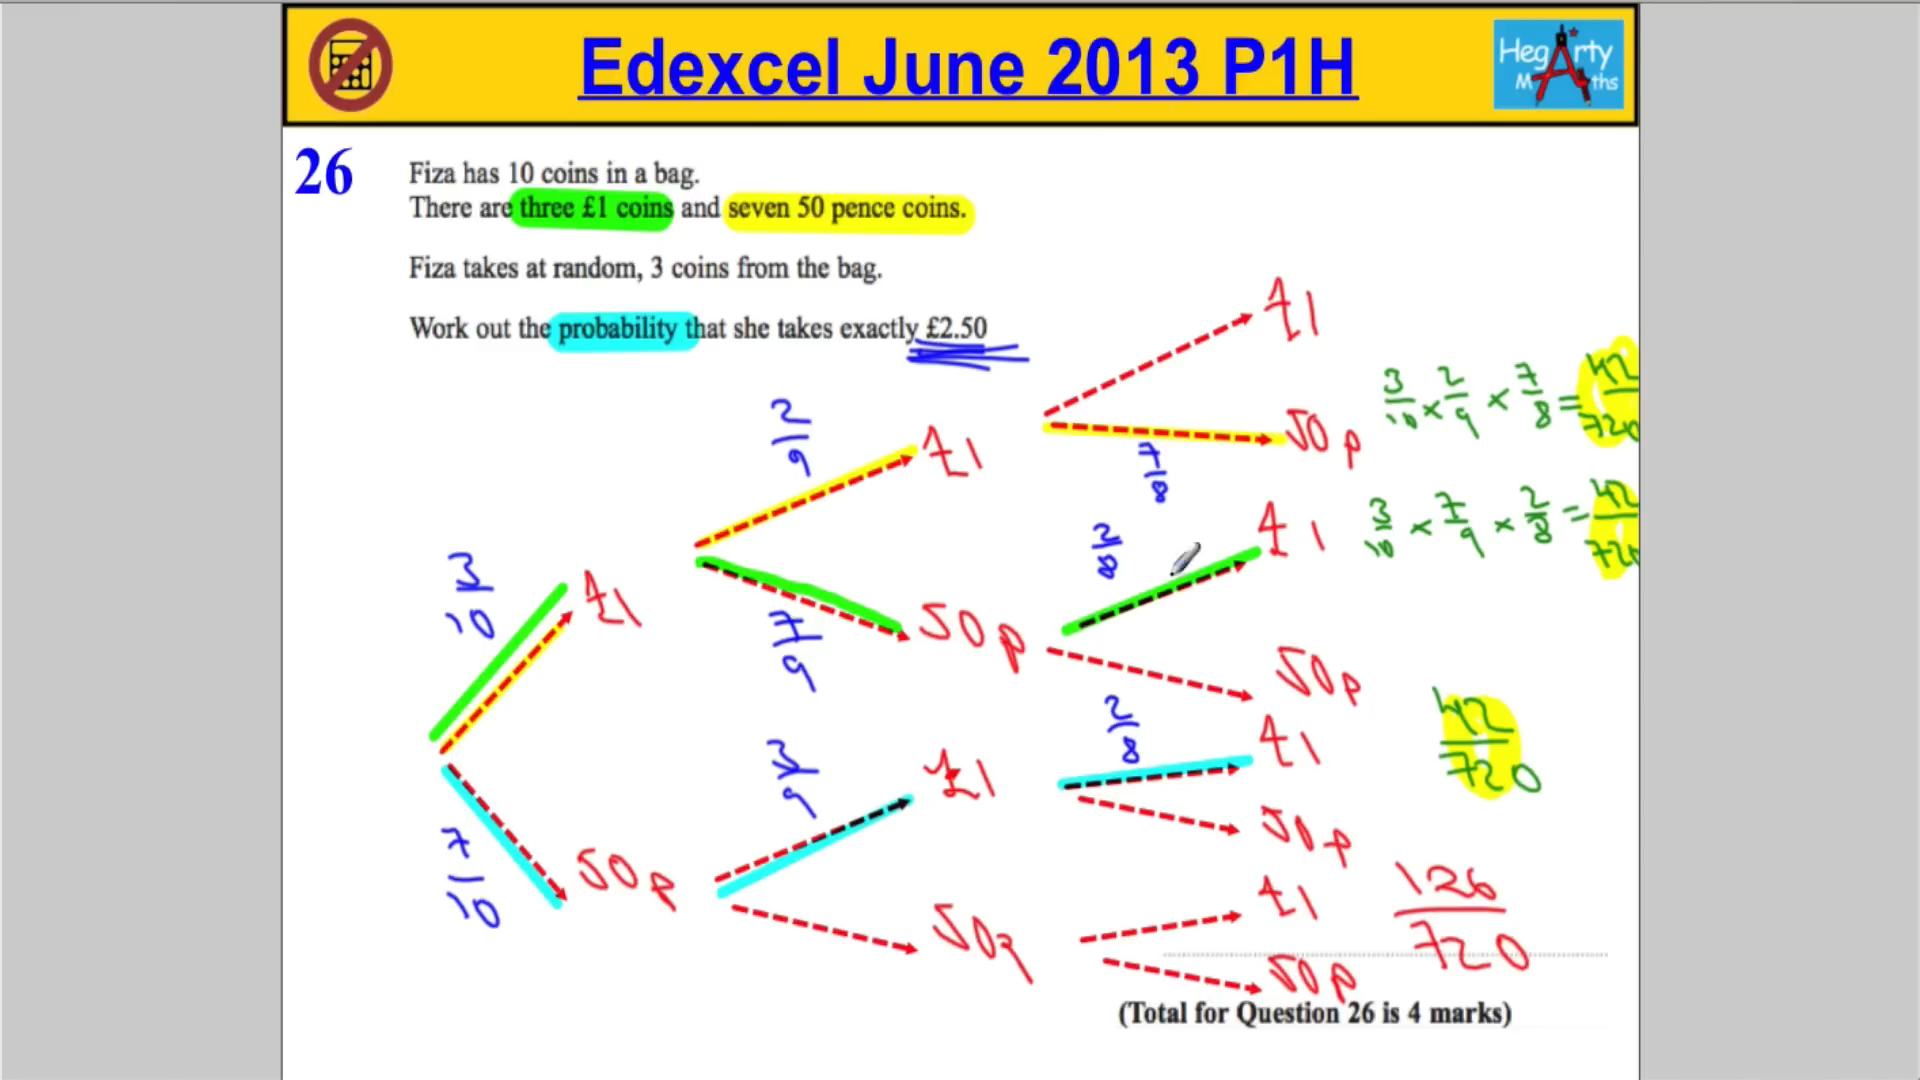 Edexcel June 2013 P1H
Hegarty
Maths
26
Fiza has 10 coins in a bag.
There are three £1 coins and seven 50 pence coins.
Fiza takes at random, 3 coins from the bag.
Work out the probability that she takes exactly £2.50
£1
3/10 × 2/9 × 7/8 = 42/720
2/9
£1
50p
7/8
3/10 × 7/9 × 2/8 = 42/720
£1
2/8
3/10
£1
7/9
50p
50p
42/720
2/8
£1
3/9
£1
50p
7/10
50p
£1
126/720
50p
50p
(Total for Question 26 is 4 marks)